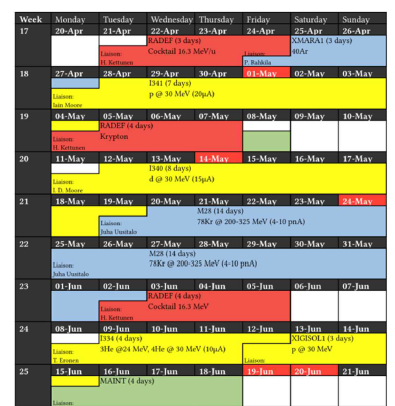 Week Monday Tuesday Wednesday Thursday Friday Saturday Sunday
17 20-Apr 21-Apr 22-Apr 23-Apr 24-Apr 25-Apr 26-Apr
RADEF (3 days) XMARA1 (3 days)
Cocktail 16.3 MeV/u 40Ar
Liaison: Liaison:
H. Kettunen P. Rahkila
18 27-Apr 28-Apr 29-Apr 30-Apr 01-May 02-May 03-May
I341 (7 days)
p @ 30 MeV (20μA)
Liaison:
Iain Moore
19 04-May 05-May 06-May 07-May 08-May 09-May 10-May
RADEF (4 days)
Krypton
Liaison:
H. Kettunen
20 11-May 12-May 13-May 14-May 15-May 16-May 17-May
I340 (8 days)
d @ 30 MeV (15μA)
Liaison:
I. D. Moore
21 18-May 19-May 20-May 21-May 22-May 23-May 24-May
M28 (14 days)
78Kr @ 200-325 MeV (4-10 pnA)
Liaison:
Juha Uusitalo
22 25-May 26-May 27-May 28-May 29-May 30-May 31-May
M28 (14 days)
78Kr @ 200-325 MeV (4-10 pnA)
Liaison:
Juha Uusitalo
23 01-Jun 02-Jun 03-Jun 04-Jun 05-Jun 06-Jun 07-Jun
RADEF (4 days)
Cocktail 16.3 MeV
Liaison:
H. Kettunen
24 08-Jun 09-Jun 10-Jun 11-Jun 12-Jun 13-Jun 14-Jun
I334 (4 days) XIGISOL1 (3 days)
3He @24 MeV, 4He @ 30 MeV (10μA) p @ 30 MeV
Liaison: Liaison:
T. Eronen
25 15-Jun 16-Jun 17-Jun 18-Jun 19-Jun 20-Jun 21-Jun
MAINT (4 days)
Liaison: